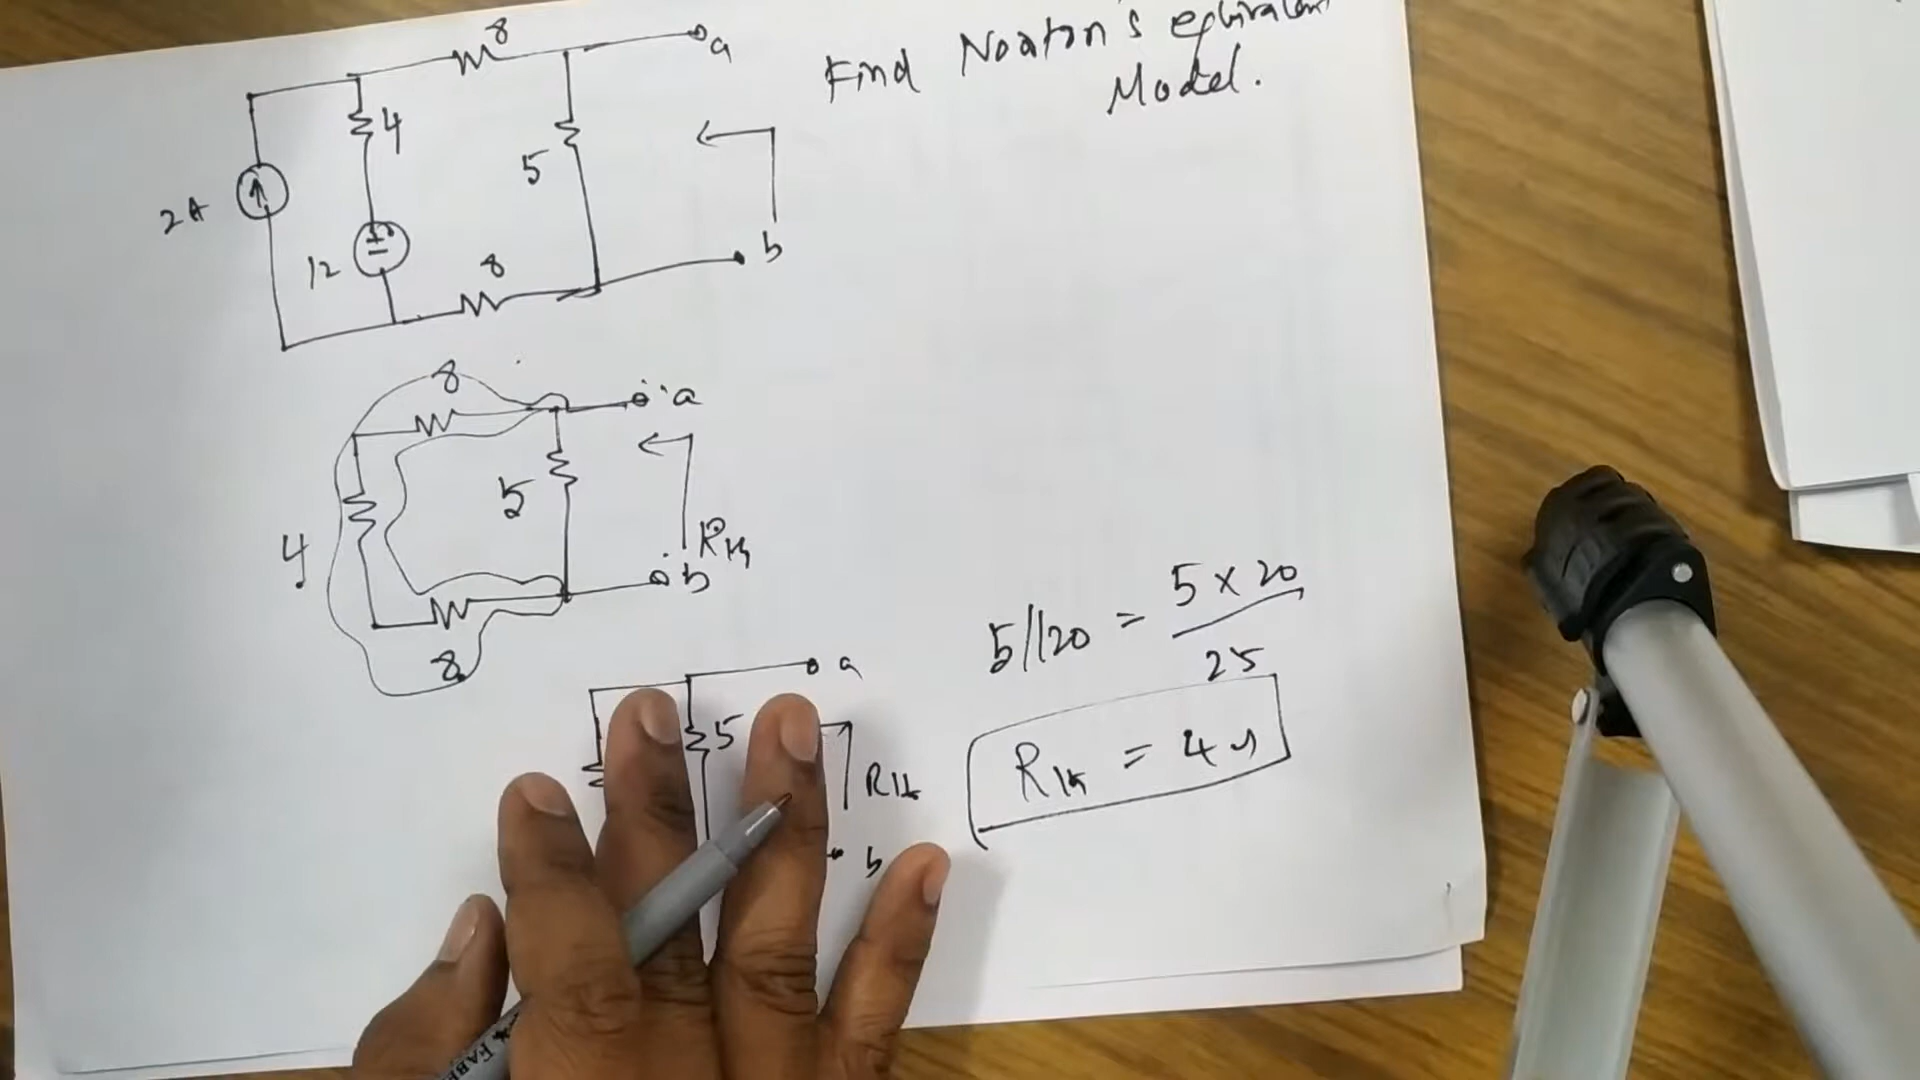 Find Norton's equivalent
Model.
8
a
4
5
2A
12
8
b
8
a
5
4
Rth
b
8
a
5
Rth
b
5//20 = 5 × 20
25
Rth = 4 Ω
FABE